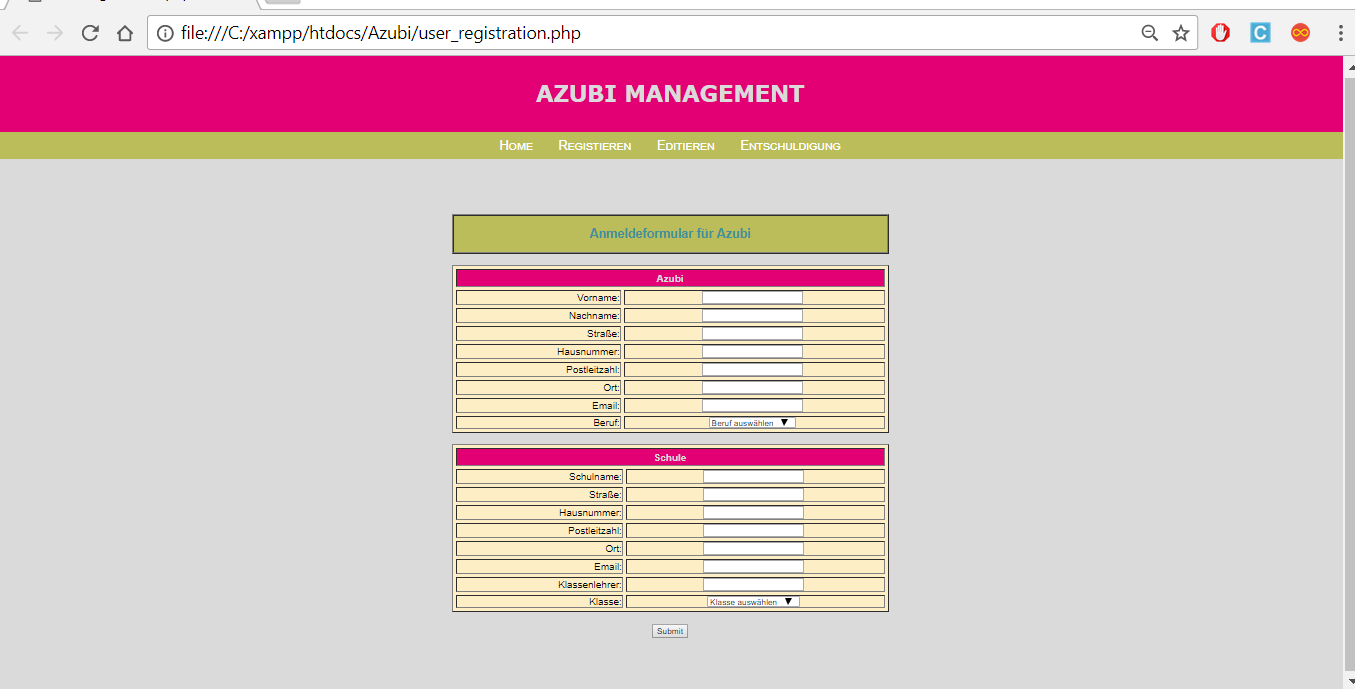 file:///C:/xampp/htdocs/Azubi/user_registration.php
AZUBI MANAGEMENT
HOME REGISTIEREN EDITIEREN ENTSCHULDIGUNG
Anmeldeformular für Azubi
Azubi
Vorname:
Nachname:
Straße:
Hausnummer:
Postleitzahl:
Ort:
Email:
Beruf: Beruf auswählen
Schule
Schulname:
Straße:
Hausnummer:
Postleitzahl:
Ort:
Email:
Klassenlehrer:
Klasse: Klasse auswählen
Submit